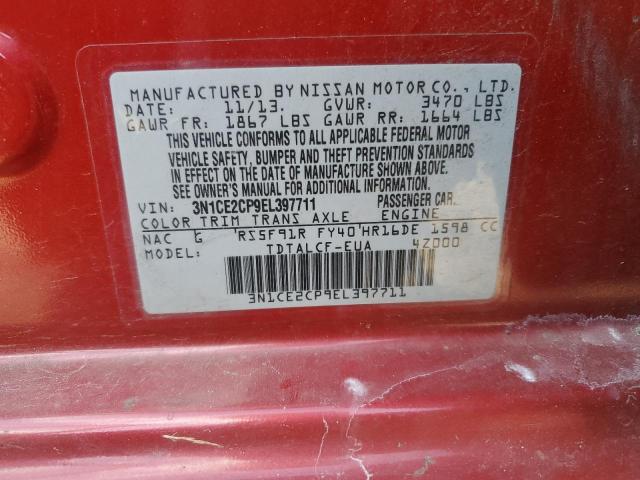 MANUFACTURED BY NISSAN MOTOR CO., LTD.
DATE: 11/13. GVWR: 3470 LBS
GAWR FR: 1867 LBS GAWR RR: 1664 LBS
THIS VEHICLE CONFORMS TO ALL APPLICABLE FEDERAL MOTOR
VEHICLE SAFETY, BUMPER AND THEFT PREVENTION STANDARDS
IN EFFECT ON THE DATE OF MANUFACTURE SHOWN ABOVE.
SEE OWNER'S MANUAL FOR ADDITIONAL INFORMATION.
VIN: 3N1CE2CP9EL397711 PASSENGER CAR.
COLOR TRIM TRANS AXLE ENGINE
NAC G RS5F91R FY40 HR16DE 1598 CC
MODEL: TDTALCF-EUA 4Z000
3N1CE2CP9EL397711